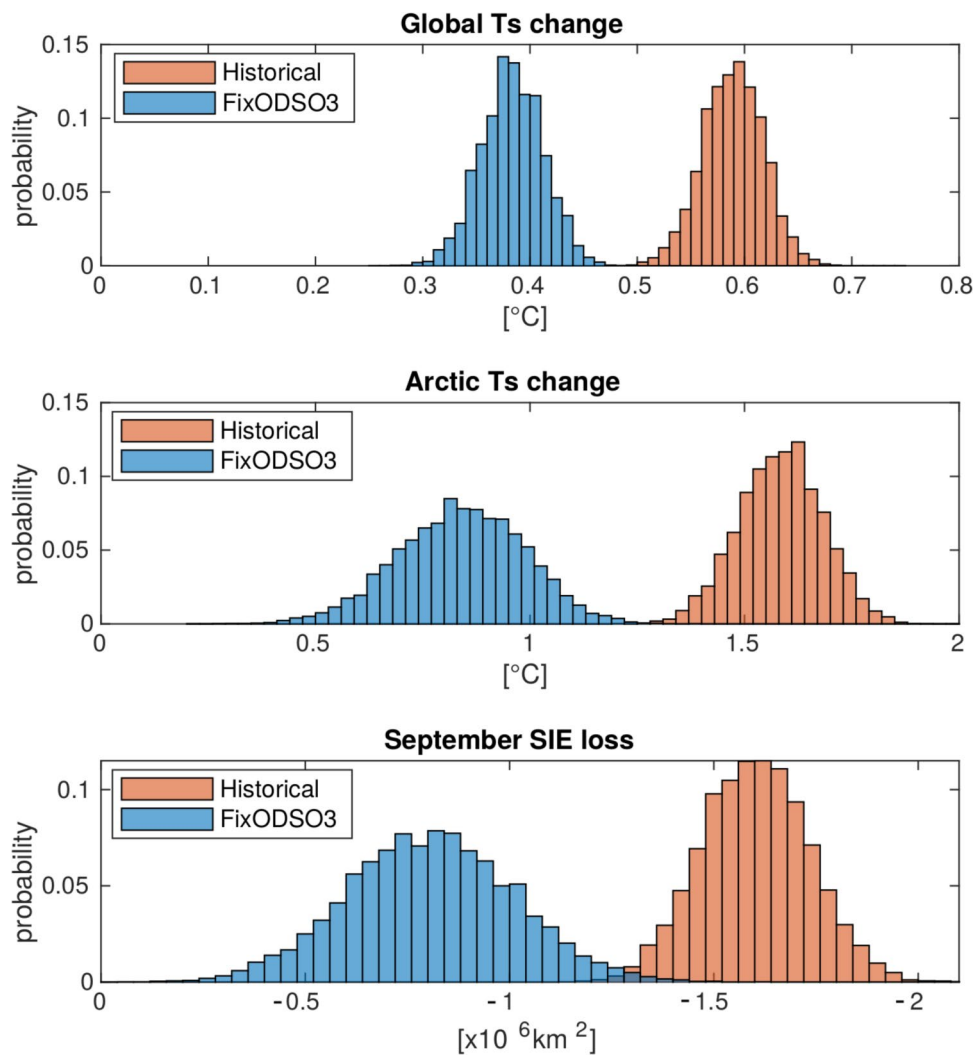 Global Ts change
0.15
0.1
0.05
0
probability
Historical
FixODSO3
0 0.1 0.2 0.3 0.4 0.5 0.6 0.7 0.8
[°C]
Arctic Ts change
0.15
0.1
0.05
0
probability
Historical
FixODSO3
0 0.5 1 1.5 2
[°C]
September SIE loss
0.1
0.05
0
probability
Historical
FixODSO3
0 -0.5 -1 -1.5 -2
[x10 ⁶km ²]